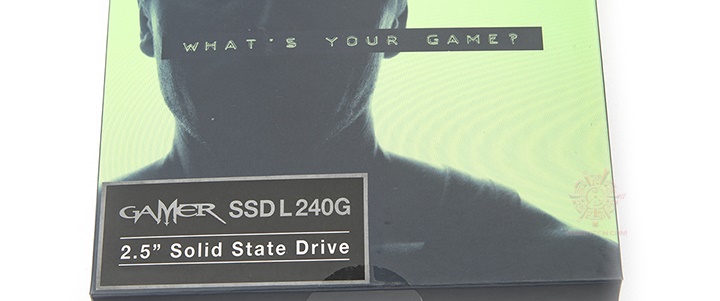 WHAT'S YOUR GAME?
GAMER SSD L 240G
2.5” Solid State Drive